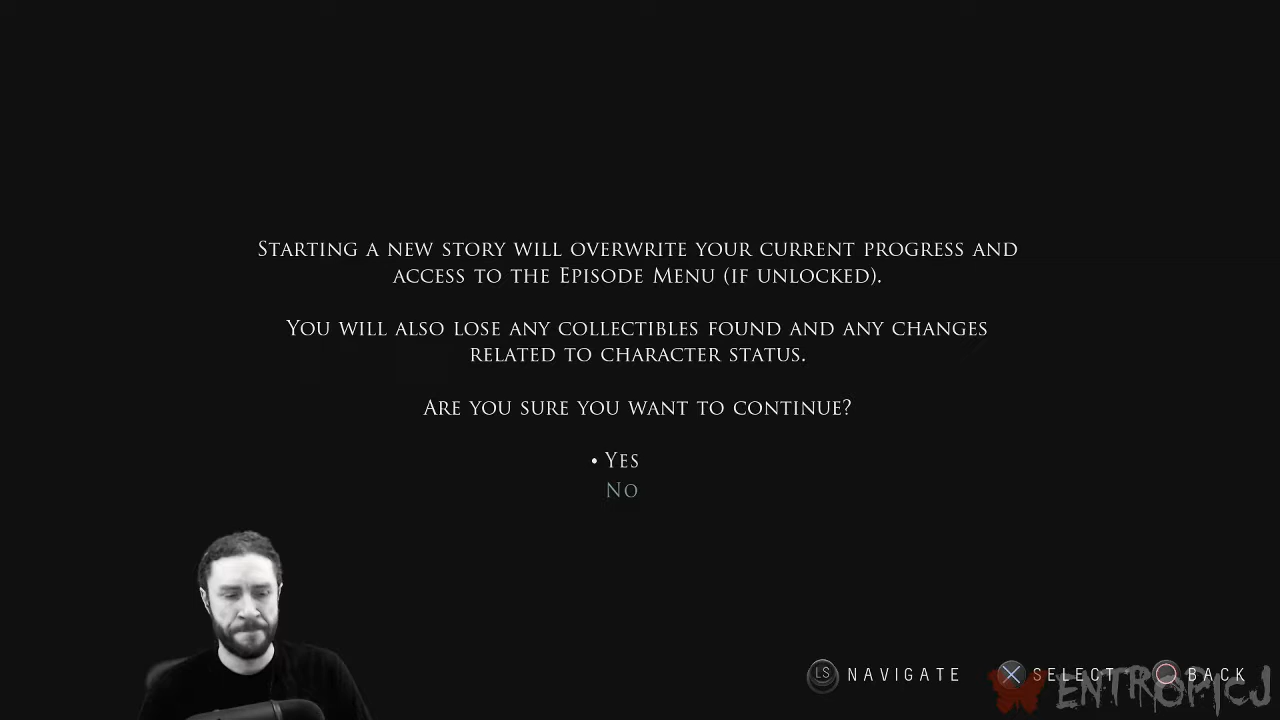 Starting a new story will overwrite your current progress and
access to the Episode Menu (if unlocked).
You will also lose any collectibles found and any changes
related to character status.
Are you sure you want to continue?
• Yes
No
LS NAVIGATE SELECT BACK
ENTROPICJ